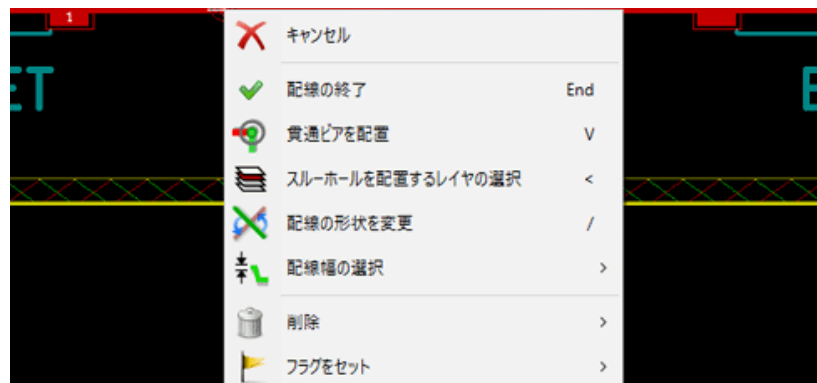 1
キャンセル
ET
配線の終了 End
貫通ビアを配置 V
スルーホールを配置するレイヤの選択 <
配線の形状を変更 /
配線幅の選択 >
削除 >
フラグをセット >